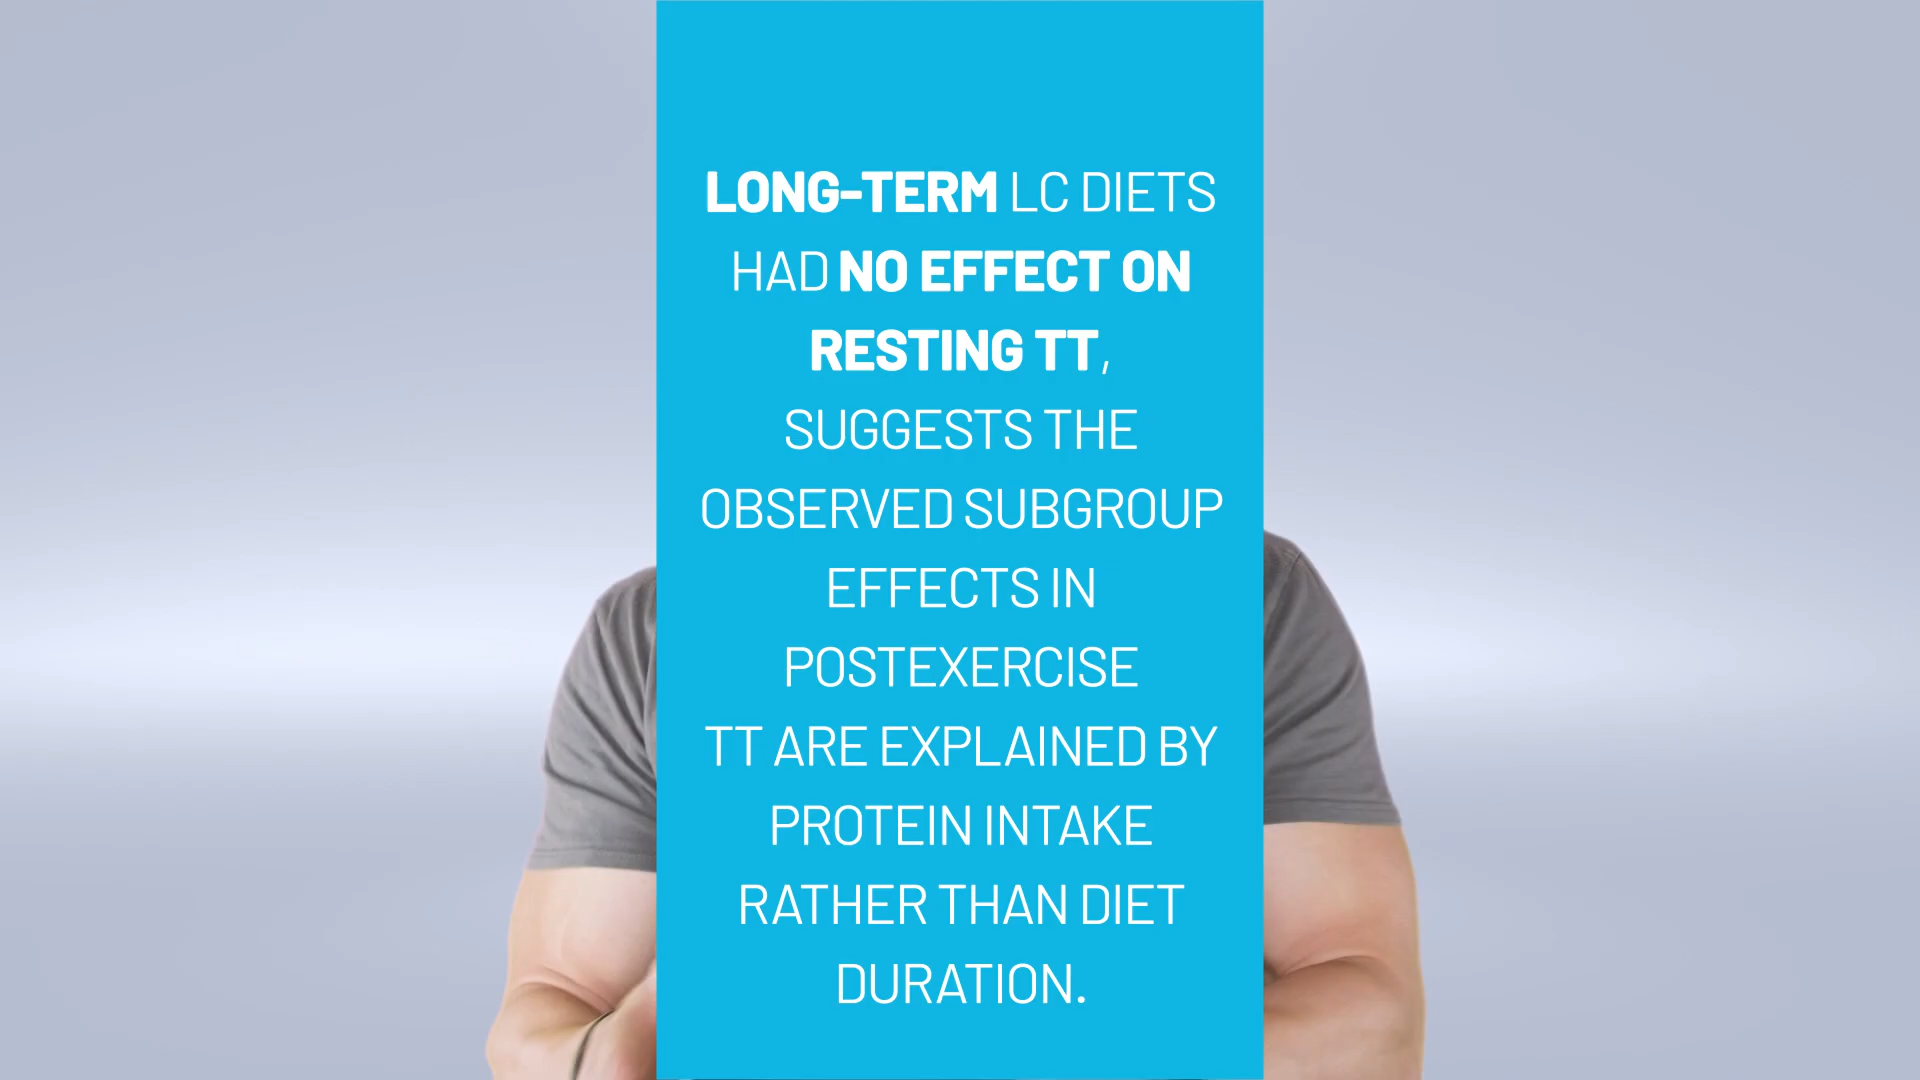 LONG-TERM LC DIETS
HAD NO EFFECT ON
RESTING TT,
SUGGESTS THE
OBSERVED SUBGROUP
EFFECTS IN
POSTEXERCISE
TT ARE EXPLAINED BY
PROTEIN INTAKE
RATHER THAN DIET
DURATION.